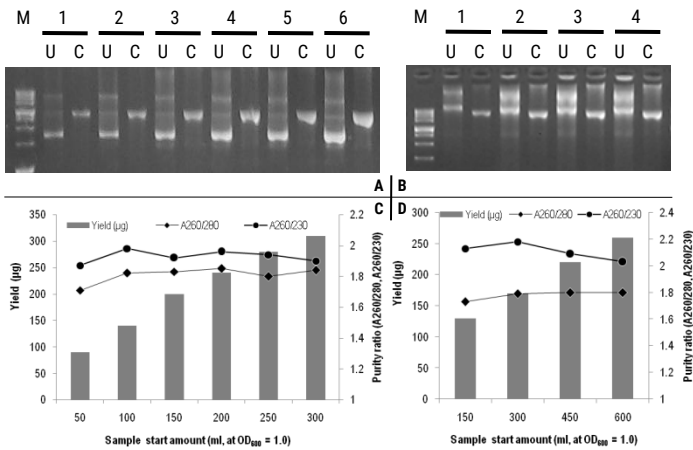 M 1 2 3 4 5 6
U C U C U C U C U C U C
M 1 2 3 4
U C U C U C U C
A B
C D
350
300
250
200
150
100
50
0
Yield (µg)
Yield (µg) A260/280 A260/230
2.2
2
1.8
1.6
1.4
1.2
1
Purity ratio (A260/280, A260/230)
50 100 150 200 250 300
Sample start amount (ml, at OD₆₀₀ = 1.0)
300
250
200
150
100
50
0
Yield (µg)
Yield (µg) A260/280 A260/230
2.4
2.2
2
1.8
1.6
1.4
1.2
1
Purity ratio (A260/280, A260/230)
150 300 450 600
Sample start amount (ml, at OD₆₀₀ = 1.0)